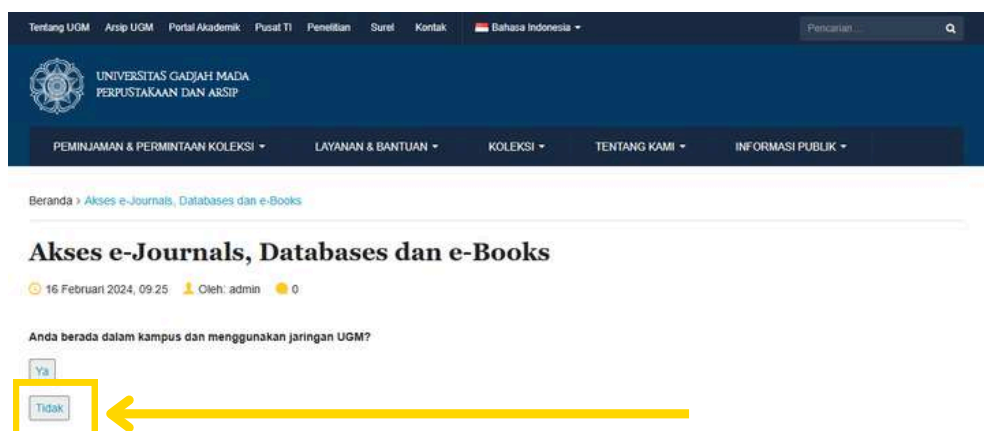 Tentang UGM Arsip UGM Portal Akademik Pusat TI Penelitian Surel Kontak Bahasa Indonesia Pencarian...
UNIVERSITAS GADJAH MADA
PERPUSTAKAAN DAN ARSIP
PEMINJAMAN & PERMINTAAN KOLEKSI LAYANAN & BANTUAN KOLEKSI TENTANG KAMI INFORMASI PUBLIK
Beranda › Akses e-Journals, Databases dan e-Books
Akses e-Journals, Databases dan e-Books
16 Februari 2024, 09.25 Oleh: admin 0
Anda berada dalam kampus dan menggunakan jaringan UGM?
Ya
Tidak